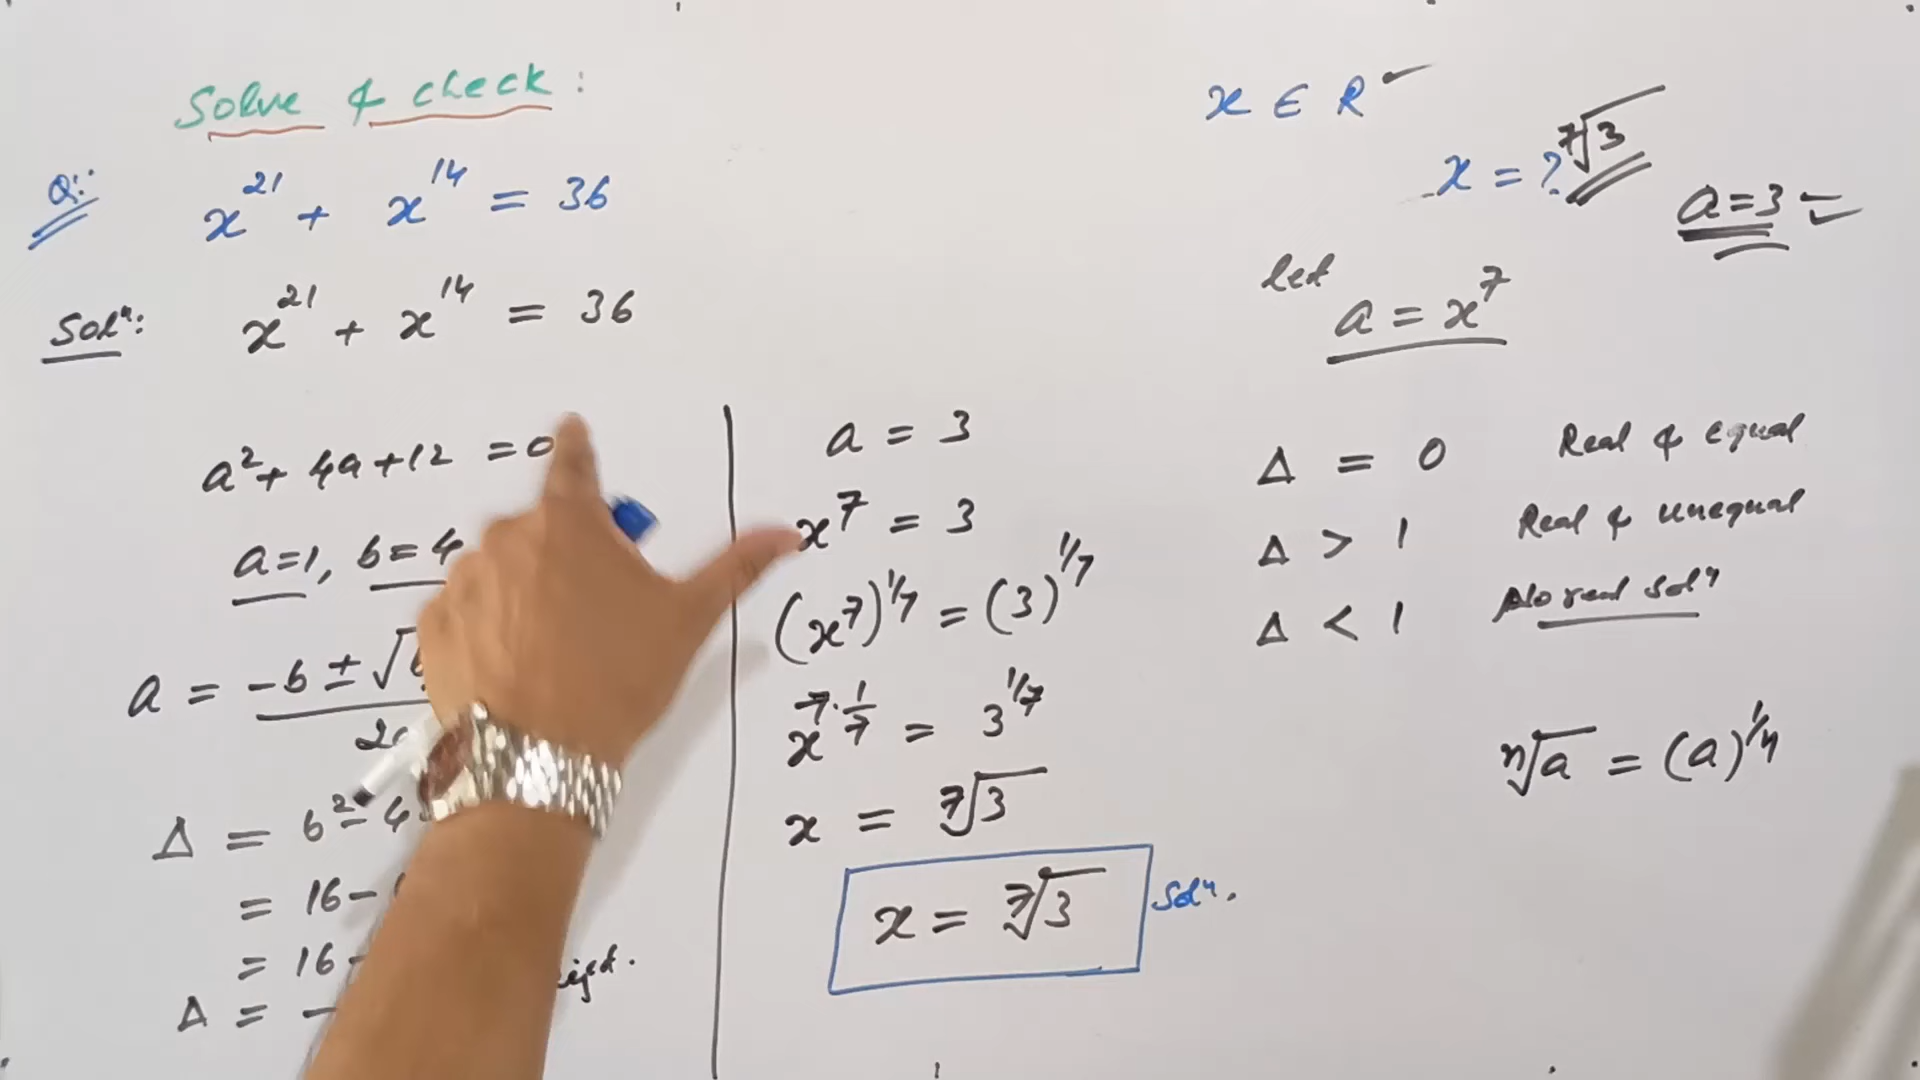 Solve & check:
x ∈ R ✓
Q:- x^21 + x^14 = 36
x = ? ⁷√3
a = 3
Solⁿ: x^21 + x^14 = 36
let
a = x^7
a² + 4a + 12 = 0
a = 1, b = 4
a = -b ± √
Δ = b² - 4
= 16 -
= 16 -
Δ = -
a = 3
x^7 = 3
(x^7)^1/7 = (3)^1/7
x^7·1/7 = 3^1/7
x = ⁷√3
x = ⁷√3 Solⁿ.
Δ = 0 Real & equal
Δ > 1 Real & unequal
Δ < 1 No real Solⁿ
ⁿ√a = (a)^1/n